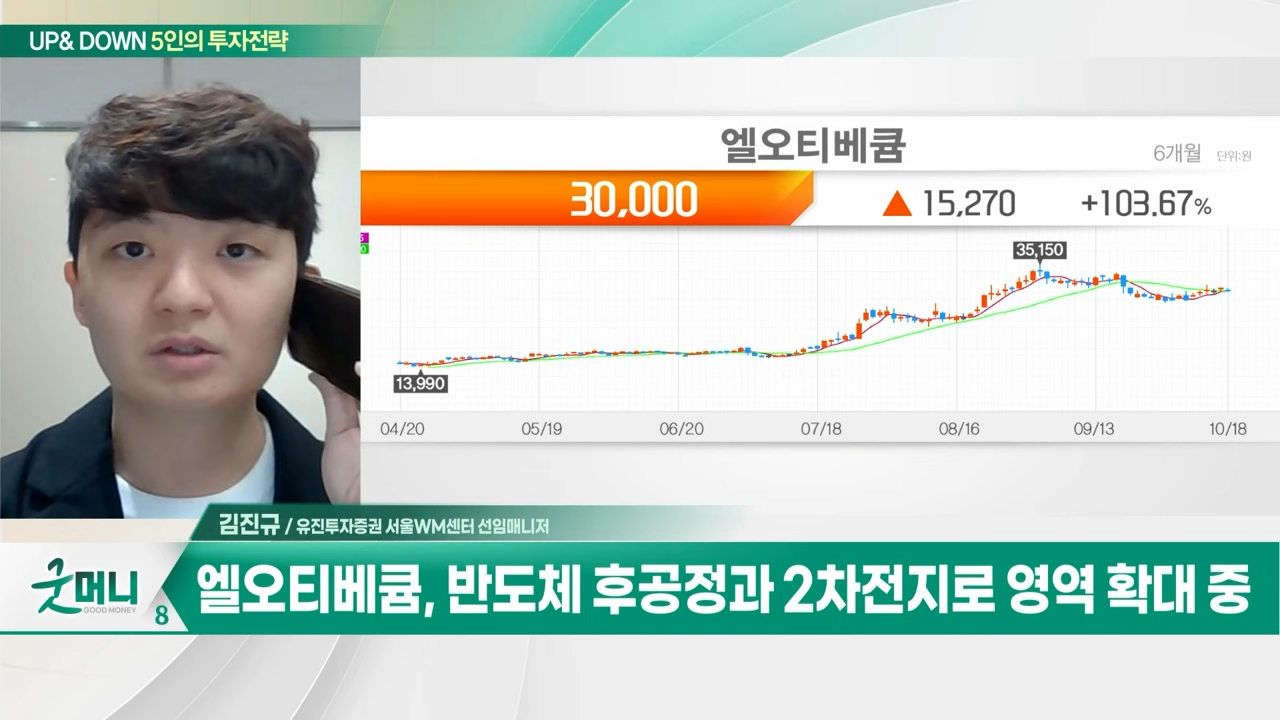 UP& DOWN 5인의 투자전략
엘오티베큠
6개월 단위:원
30,000 ▲ 15,270 +103.67%
35,150
13,990
04/20 05/19 06/20 07/18 08/16 09/13 10/18
김진규 / 유진투자증권 서울WM센터 선임매니저
굿머니
GOOD MONEY
8
엘오티베큠, 반도체 후공정과 2차전지로 영역 확대 중